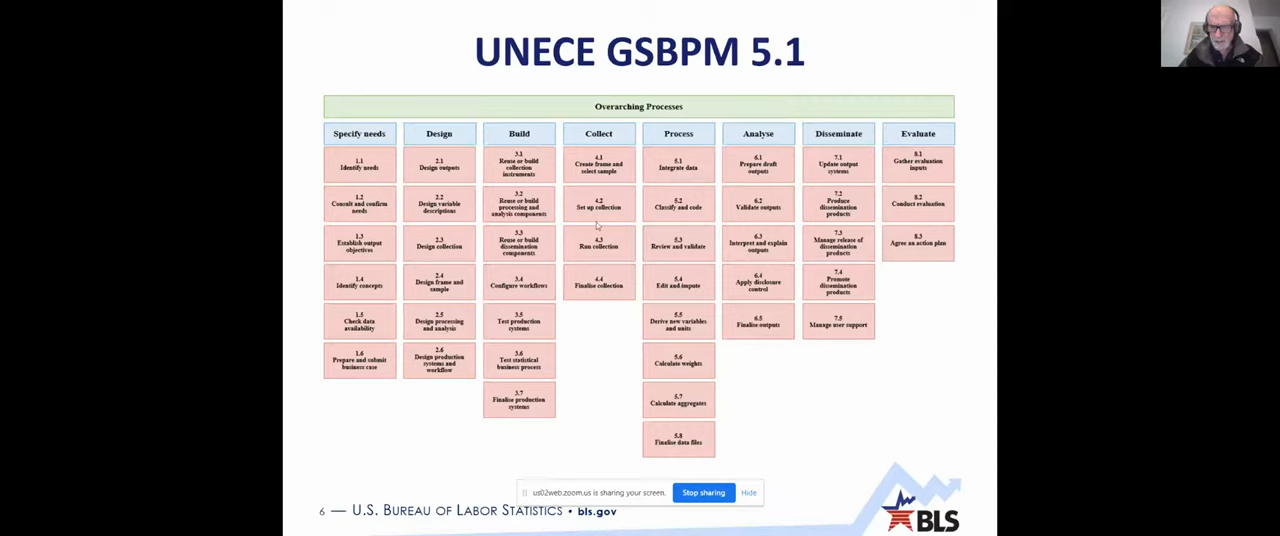 UNECE GSBPM 5.1
Overarching Processes
Specify needs
Design
Build
Collect
Process
Analyse
Disseminate
Evaluate
1.1
Identify needs
1.2
Consult and confirm
needs
1.3
Establish output
objectives
1.4
Identify concepts
1.5
Check data
availability
1.6
Prepare and submit
business case
2.1
Design outputs
2.2
Design variable
descriptions
2.3
Design collection
2.4
Design frame and
sample
2.5
Design processing
and analysis
2.6
Design production
systems and
workflow
3.1
Reuse or build
collection
instruments
3.2
Reuse or build
processing and
analysis components
3.3
Reuse or build
dissemination
components
3.4
Configure workflows
3.5
Test production
systems
3.6
Test statistical
business process
3.7
Finalise production
systems
4.1
Create frame and
select sample
4.2
Set up collection
4.3
Run collection
4.4
Finalise collection
5.1
Integrate data
5.2
Classify and code
5.3
Review and validate
5.4
Edit and impute
5.5
Derive new variables
and units
5.6
Calculate weights
5.7
Calculate aggregates
5.8
Finalise data files
6.1
Prepare draft
outputs
6.2
Validate outputs
6.3
Interpret and explain
outputs
6.4
Apply disclosure
control
6.5
Finalise outputs
7.1
Update output
systems
7.2
Produce
dissemination
products
7.3
Manage release of
dissemination
products
7.4
Promote
dissemination
products
7.5
Manage user support
8.1
Gather evaluation
inputs
8.2
Conduct evaluation
8.3
Agree an action plan
us02web.zoom.us is sharing your screen.
Stop sharing
Hide
6 — U.S. BUREAU OF LABOR STATISTICS • bls.gov
BLS